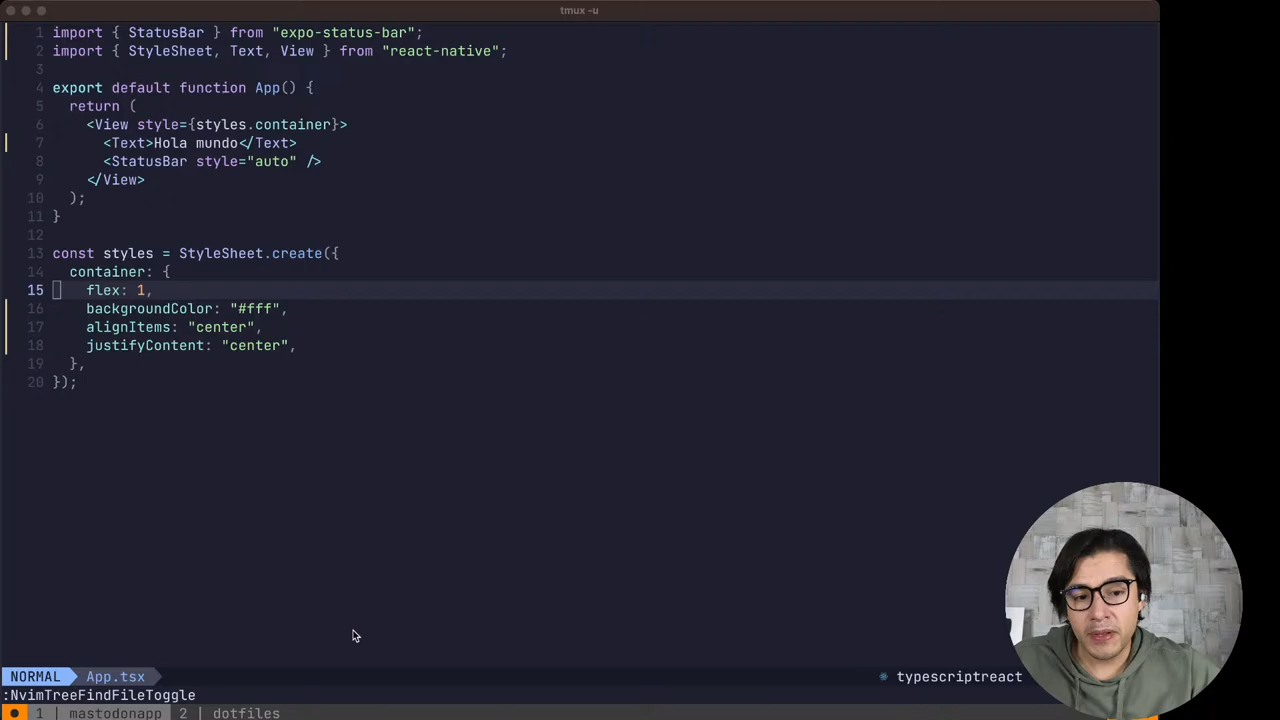 tmux -u
1 import { StatusBar } from "expo-status-bar";
2 import { StyleSheet, Text, View } from "react-native";
3
4 export default function App() {
5 return (
6 <View style={styles.container}>
7 <Text>Hola mundo</Text>
8 <StatusBar style="auto" />
9 </View>
10 );
11 }
12
13 const styles = StyleSheet.create({
14 container: {
15 flex: 1,
16 backgroundColor: "#fff",
17 alignItems: "center",
18 justifyContent: "center",
19 },
20 });
NORMAL App.tsx typescriptreact
:NvimTreeFindFileToggle
1 | mastodonapp 2 | dotfiles